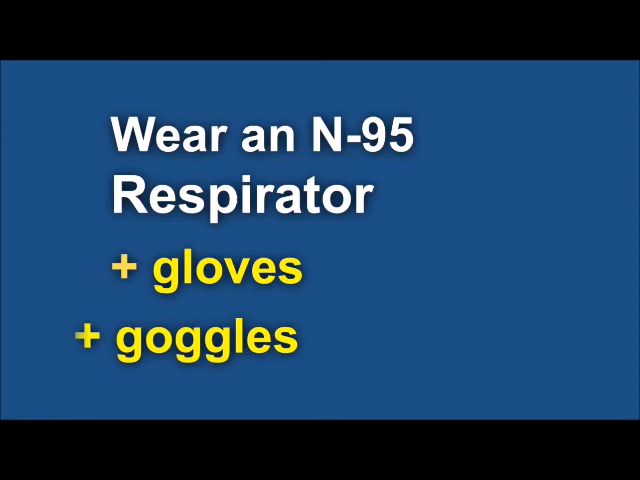 Wear an N-95
Respirator
+ gloves
+ goggles